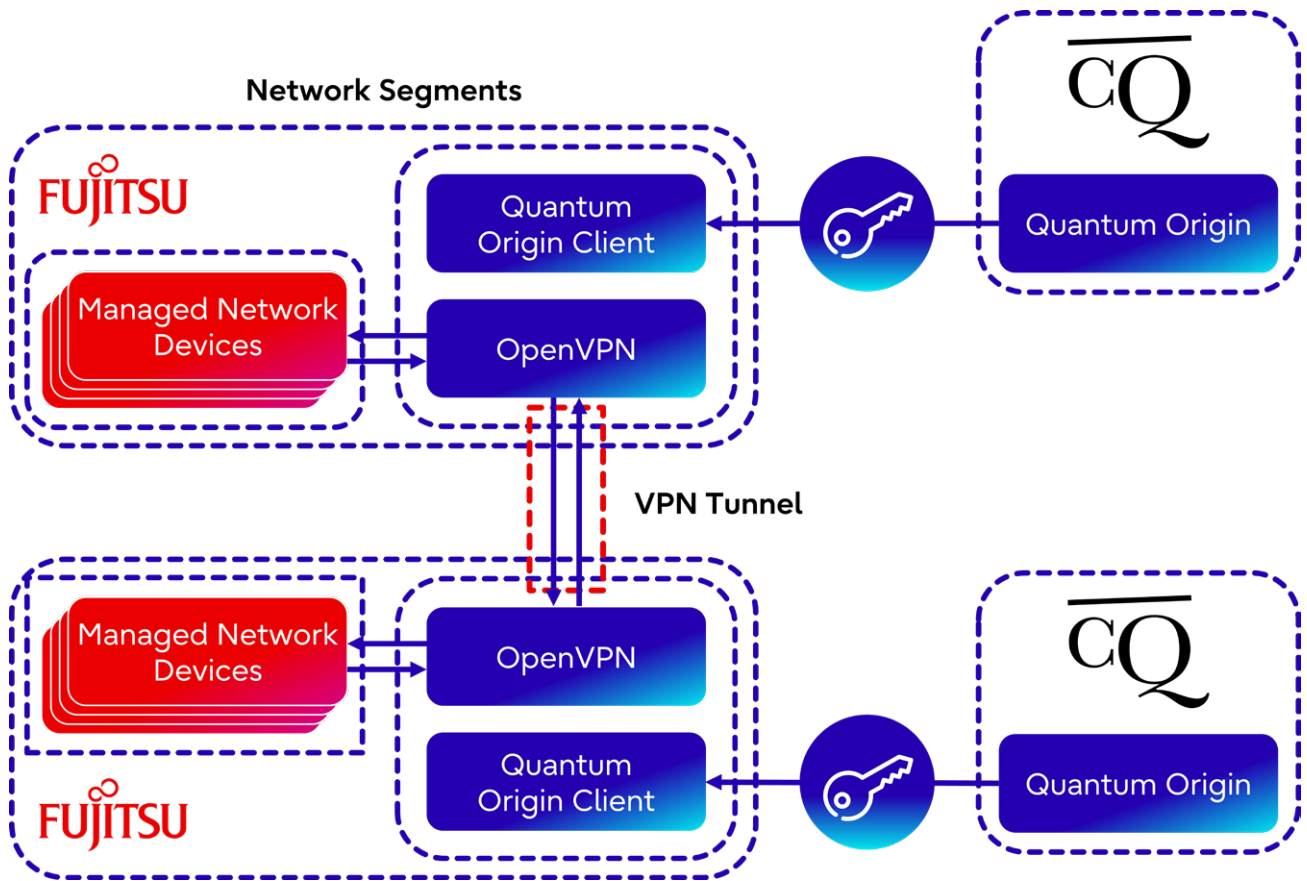 Network Segments
FUJITSU
Quantum
Origin Client
CQ
Quantum Origin
Managed Network
Devices
OpenVPN
VPN Tunnel
Managed Network
Devices
OpenVPN
CQ
Quantum
Origin Client
Quantum Origin
FUJITSU